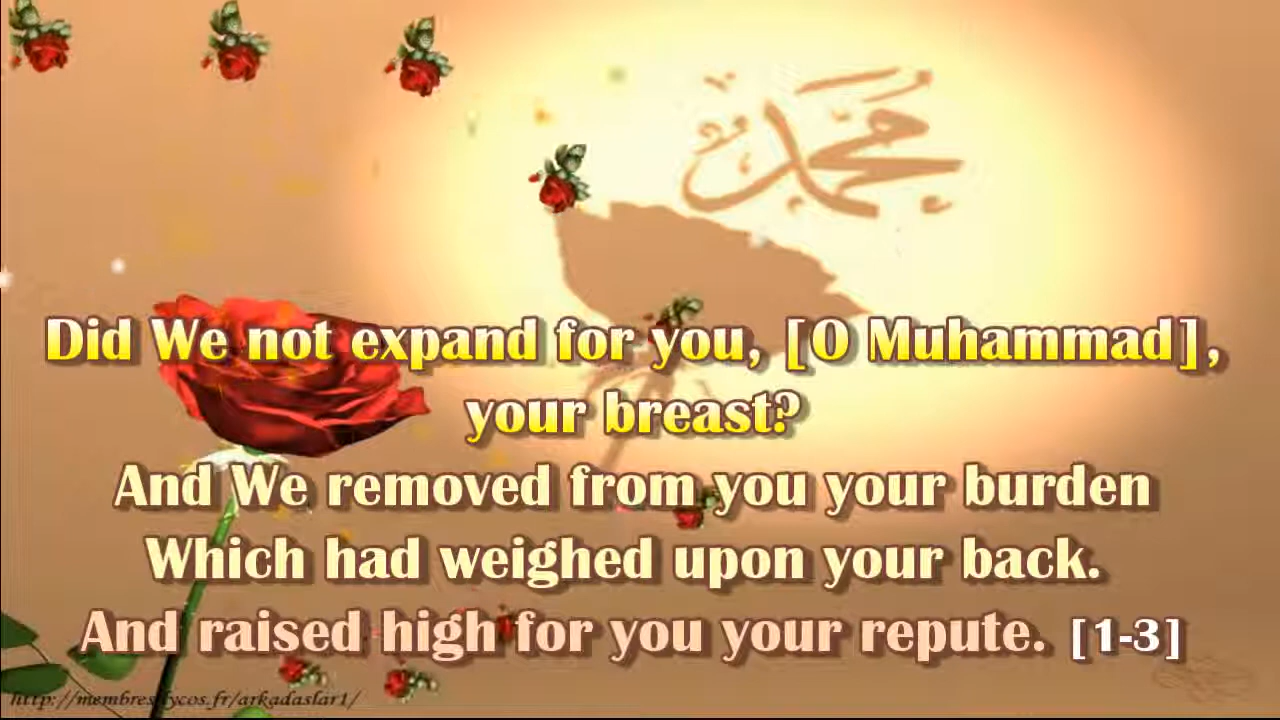 محمد
Did We not expand for you, [O Muhammad],
your breast?
And We removed from you your burden
Which had weighed upon your back.
And raised high for you your repute. [1-3]
http://membres.lycos.fr/arkadaslar1/